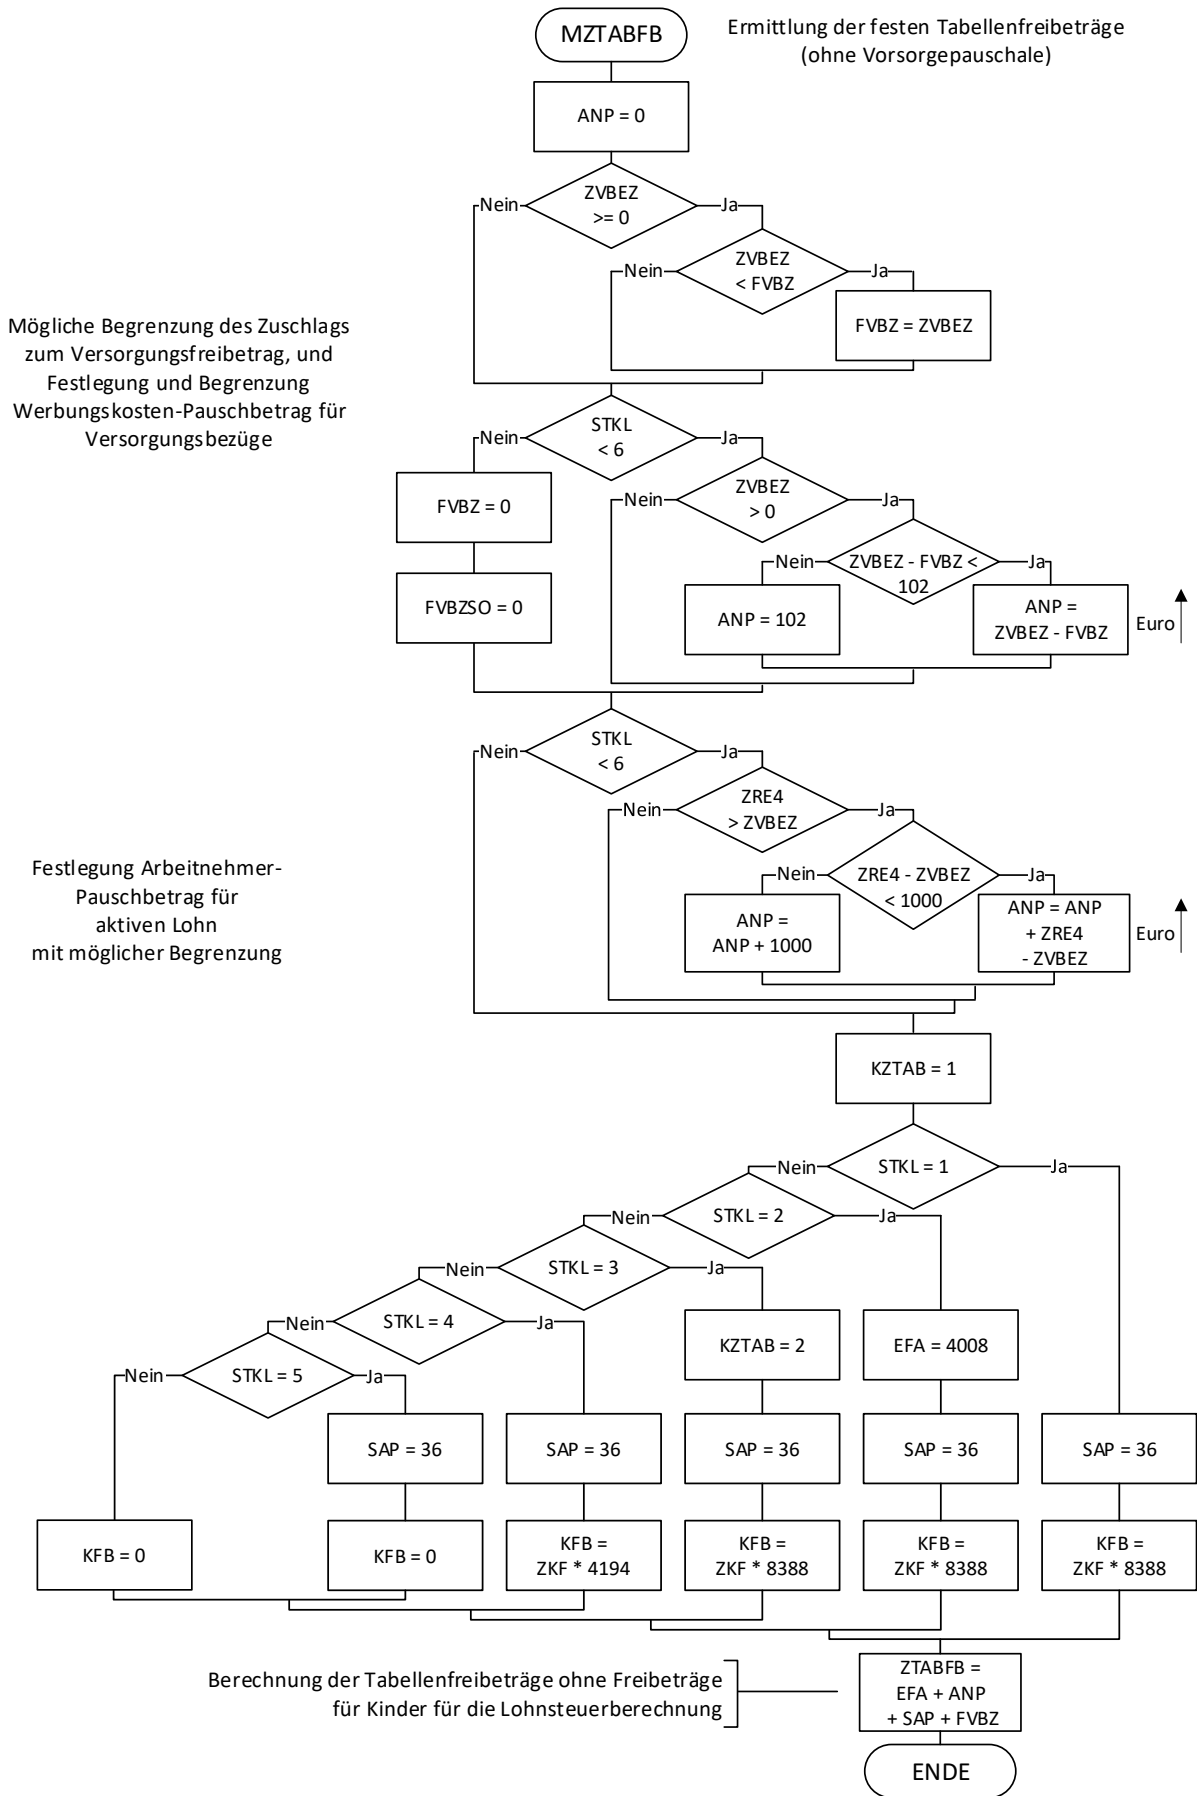 MZTABFB
Ermittlung der festen Tabellenfreibeträge
(ohne Vorsorgepauschale)
ANP = 0
ZVBEZ
>= 0
Nein
Ja
ZVBEZ
< FVBZ
Nein
Ja
FVBZ = ZVBEZ
Mögliche Begrenzung des Zuschlags
zum Versorgungsfreibetrag, und
Festlegung und Begrenzung
Werbungskosten-Pauschbetrag für
Versorgungsbezüge
STKL
< 6
Nein
Ja
FVBZ = 0
FVBZSO = 0
ZVBEZ
> 0
Nein
Ja
ZVBEZ - FVBZ <
102
Nein
Ja
ANP = 102
ANP =
ZVBEZ - FVBZ
Euro
STKL
< 6
Nein
Ja
ZRE4
> ZVBEZ
Nein
Ja
Festlegung Arbeitnehmer-
Pauschbetrag für
aktiven Lohn
mit möglicher Begrenzung
ZRE4 - ZVBEZ
< 1000
Nein
Ja
ANP =
ANP + 1000
ANP = ANP
+ ZRE4
- ZVBEZ
Euro
KZTAB = 1
STKL = 1
Nein
Ja
STKL = 2
Nein
Ja
STKL = 3
Nein
Ja
STKL = 4
Nein
Ja
STKL = 5
Nein
Ja
KZTAB = 2
EFA = 4008
SAP = 36
SAP = 36
SAP = 36
SAP = 36
SAP = 36
KFB = 0
KFB = 0
KFB =
ZKF * 4194
KFB =
ZKF * 8388
KFB =
ZKF * 8388
KFB =
ZKF * 8388
Berechnung der Tabellenfreibeträge ohne Freibeträge
für Kinder für die Lohnsteuerberechnung
ZTABFB =
EFA + ANP
+ SAP + FVBZ
ENDE